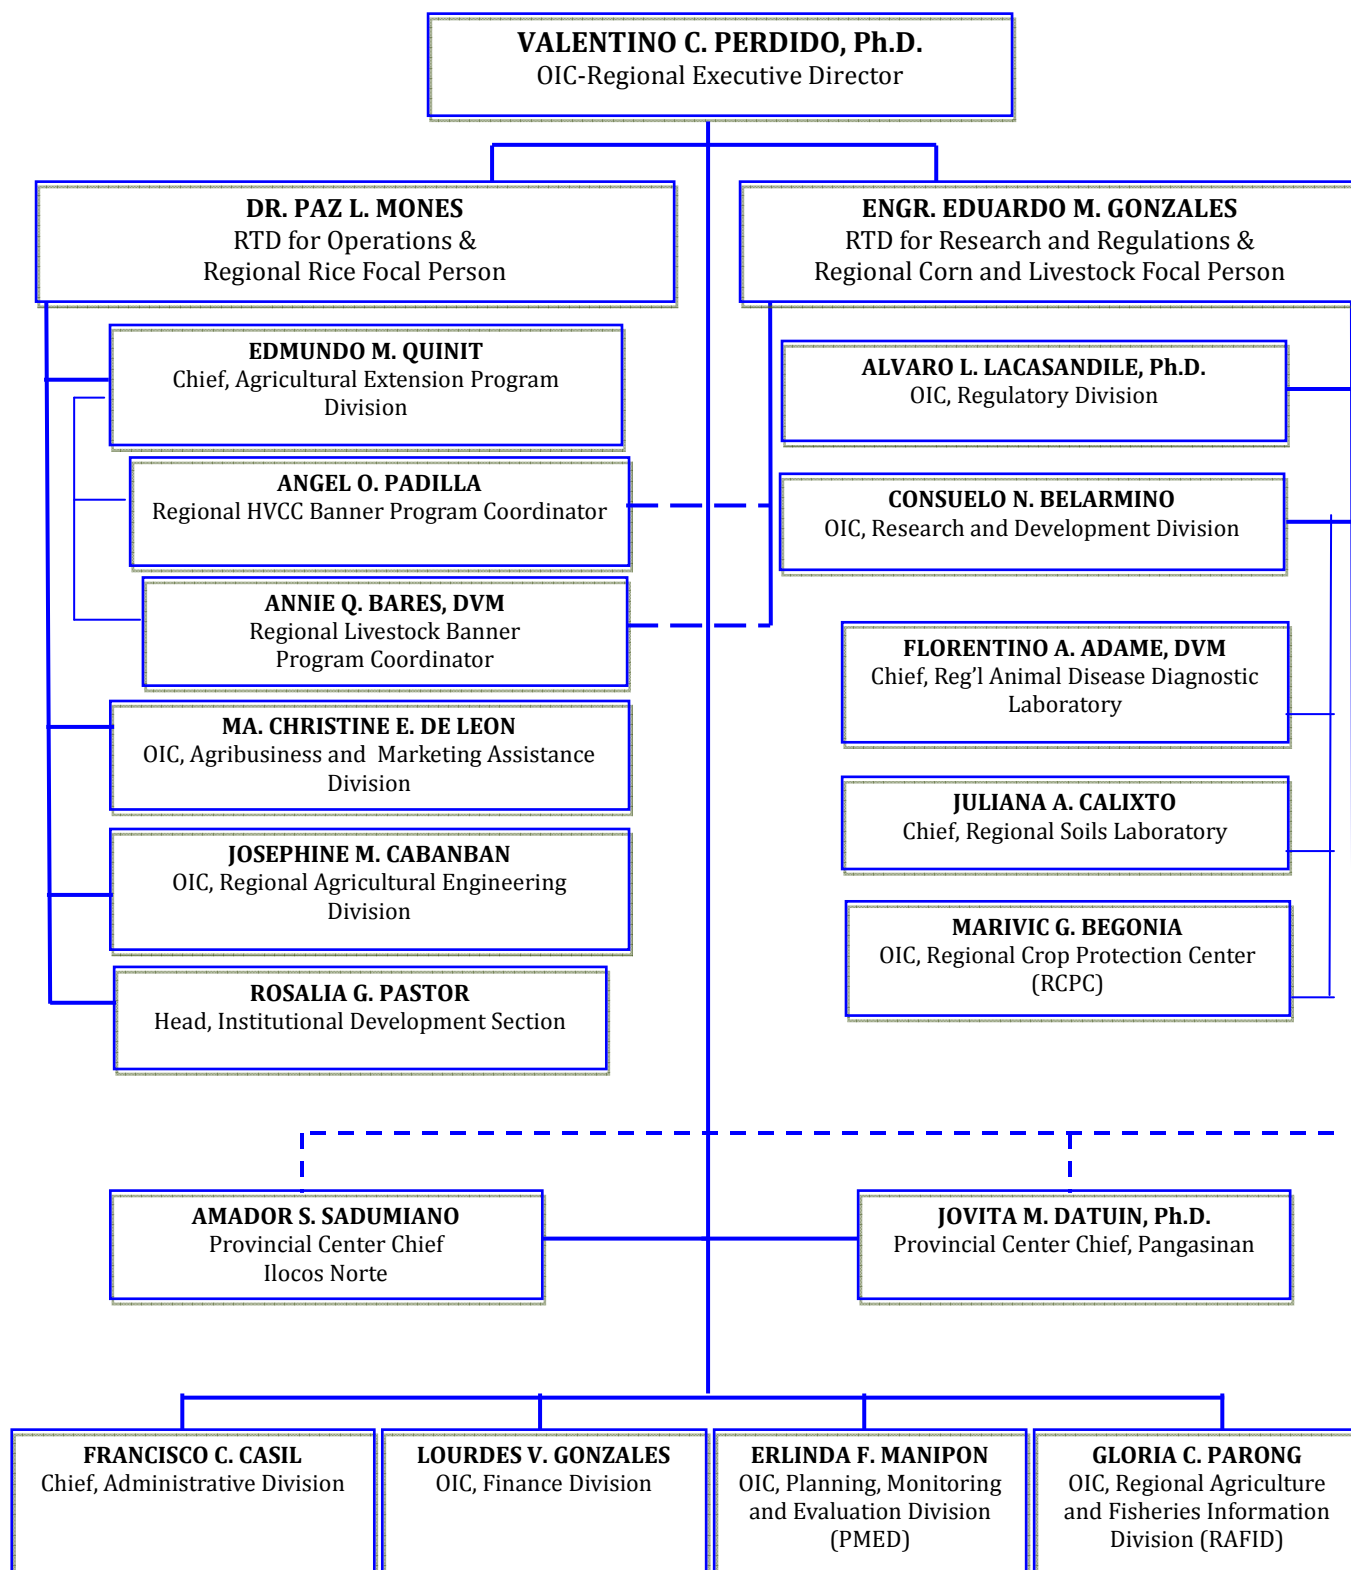 VALENTINO C. PERDIDO, Ph.D.
OIC-Regional Executive Director
DR. PAZ L. MONES
RTD for Operations &
Regional Rice Focal Person
ENGR. EDUARDO M. GONZALES
RTD for Research and Regulations &
Regional Corn and Livestock Focal Person
EDMUNDO M. QUINIT
Chief, Agricultural Extension Program
Division
ANGEL O. PADILLA
Regional HVCC Banner Program Coordinator
ANNIE Q. BARES, DVM
Regional Livestock Banner
Program Coordinator
MA. CHRISTINE E. DE LEON
OIC, Agribusiness and Marketing Assistance
Division
JOSEPHINE M. CABANBAN
OIC, Regional Agricultural Engineering
Division
ROSALIA G. PASTOR
Head, Institutional Development Section
ALVARO L. LACASANDILE, Ph.D.
OIC, Regulatory Division
CONSUELO N. BELARMINO
OIC, Research and Development Division
FLORENTINO A. ADAME, DVM
Chief, Reg’l Animal Disease Diagnostic
Laboratory
JULIANA A. CALIXTO
Chief, Regional Soils Laboratory
MARIVIC G. BEGONIA
OIC, Regional Crop Protection Center
(RCPC)
AMADOR S. SADUMIANO
Provincial Center Chief
Ilocos Norte
JOVITA M. DATUIN, Ph.D.
Provincial Center Chief, Pangasinan
FRANCISCO C. CASIL
Chief, Administrative Division
LOURDES V. GONZALES
OIC, Finance Division
ERLINDA F. MANIPON
OIC, Planning, Monitoring
and Evaluation Division
(PMED)
GLORIA C. PARONG
OIC, Regional Agriculture
and Fisheries Information
Division (RAFID)